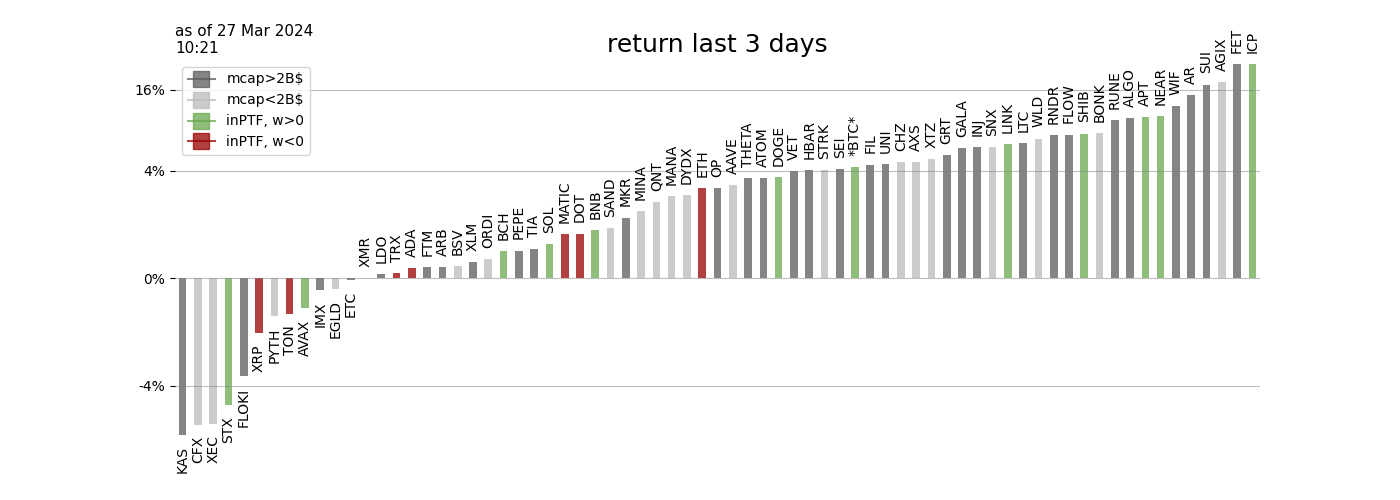 as of 27 Mar 2024
10:21
return last 3 days
mcap>2B$
mcap<2B$
inPTF, w>0
inPTF, w<0
16%
4%
0%
-4%
KAS
CFX
XEC
STX
FLOKI
XRP
PYTH
TON
AVAX
IMX
EGLD
ETC
XMR
LDO
TRX
ADA
FTM
ARB
BSV
XLM
ORDI
BCH
PEPE
TIA
SOL
MATIC
DOT
BNB
SAND
MKR
MINA
QNT
MANA
DYDX
ETH
OP
AAVE
THETA
ATOM
DOGE
VET
HBAR
STRK
SEI
*BTC*
FIL
UNI
CHZ
AXS
XTZ
GRT
GALA
INJ
SNX
LINK
LTC
WLD
RNDR
FLOW
SHIB
BONK
RUNE
ALGO
APT
NEAR
WIF
AR
SUI
AGIX
FET
ICP